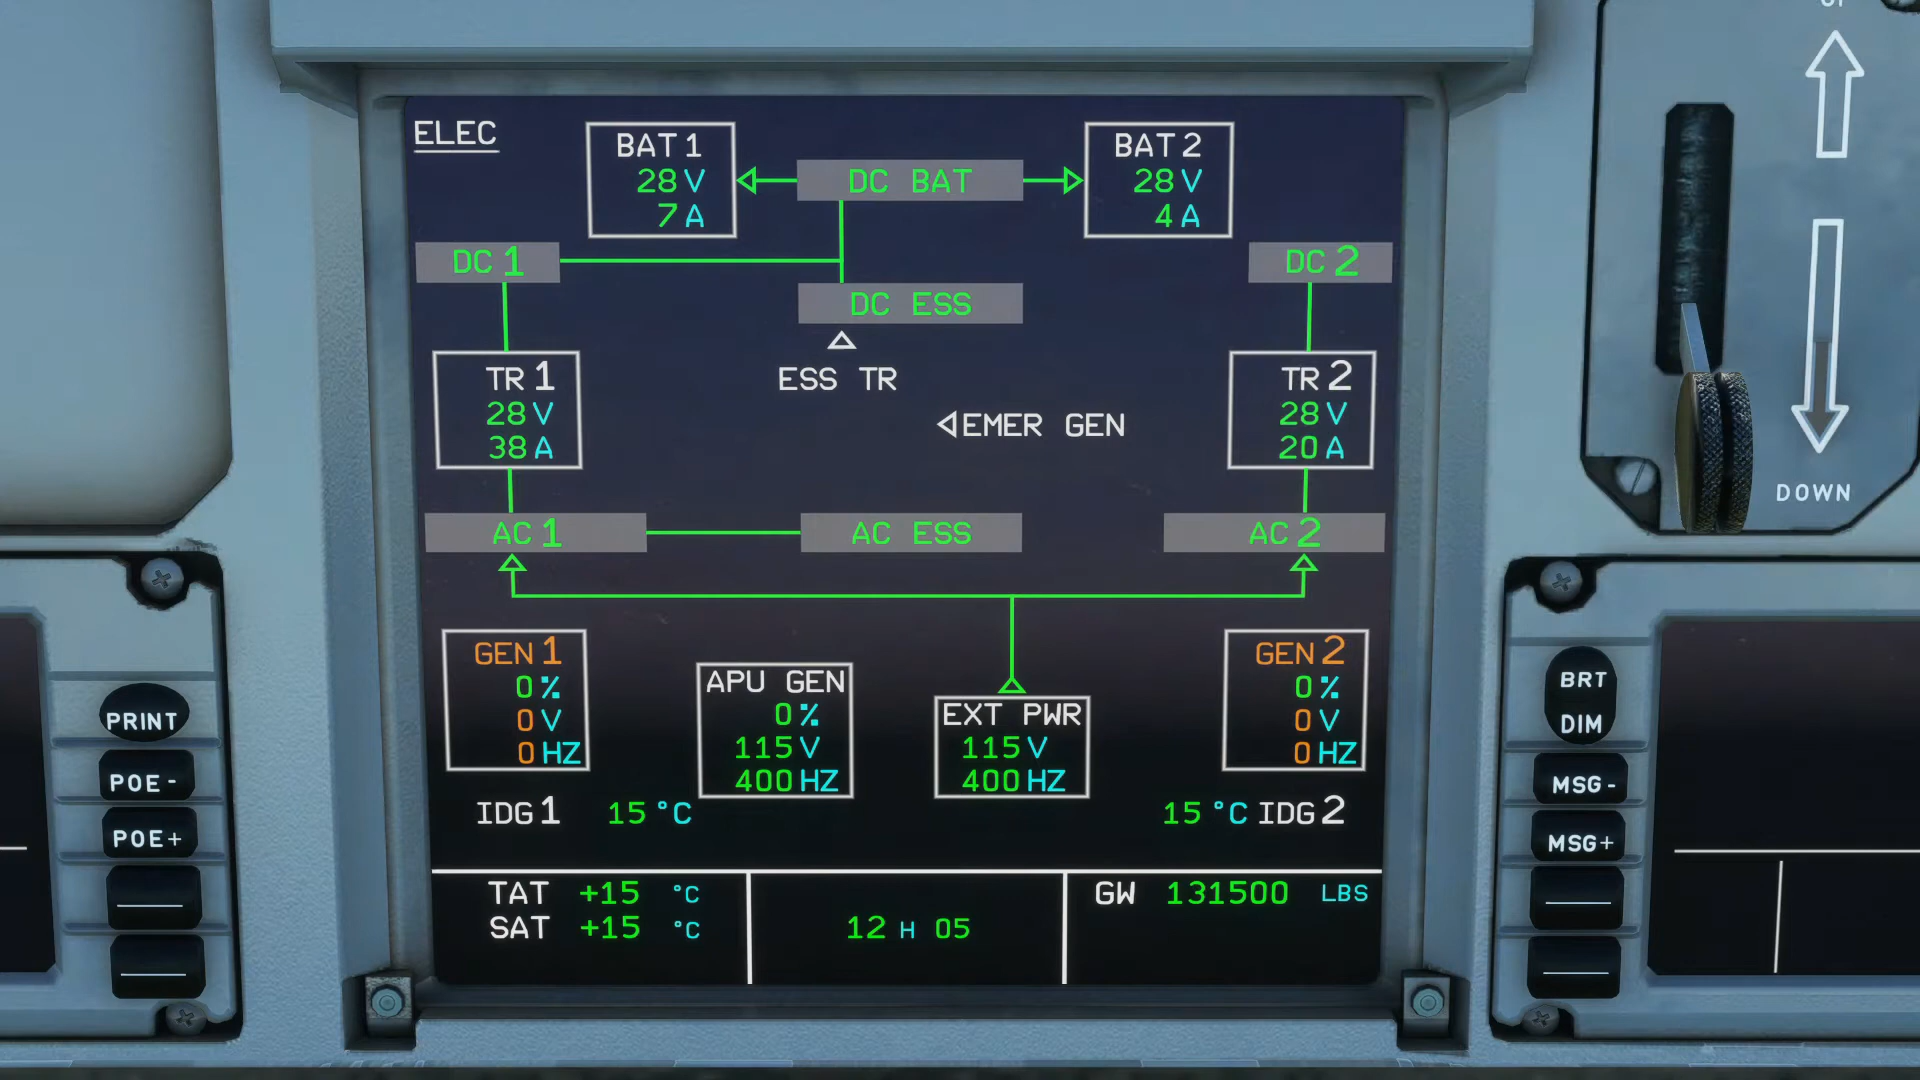 ELEC
BAT 1
28 V
7 A
DC BAT
BAT 2
28 V
4 A
DC 1
DC 2
DC ESS
ESS TR
TR 1
28 V
38 A
EMER GEN
TR 2
28 V
20 A
AC 1
AC ESS
AC 2
GEN 1
0 %
0 V
0 HZ
APU GEN
0 %
115 V
400 HZ
EXT PWR
115 V
400 HZ
GEN 2
0 %
0 V
0 HZ
IDG 1 15 °C
15 °C IDG 2
TAT +15 °C
SAT +15 °C
12 H 05
GW 131500 LBS
PRINT
POE -
POE+
DOWN
BRT
DIM
MSG -
MSG+